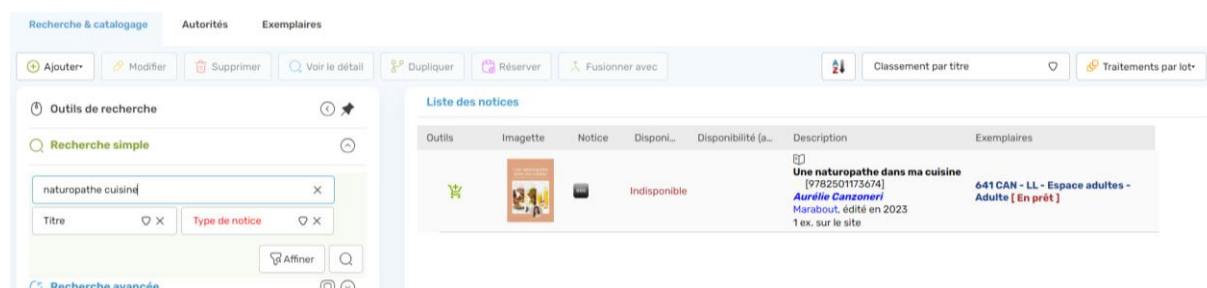 Recherche & catalogage Autorités Exemplaires
Ajouter Modifier Supprimer Voir le détail Dupliquer Réserver Fusionner avec Classement par titre Traitements par lot
Outils de recherche
Recherche simple
naturopathe cuisine
Titre Type de notice
Affiner
Recherche avancée
Liste des notices
Outils Imagette Notice Disponi... Disponibilité (a... Description Exemplaires
Indisponible
Une naturopathe dans ma cuisine
[9782501173674]
Aurélie Canzoneri
Marabout, édité en 2023
1 ex. sur le site
641 CAN - LL - Espace adultes -
Adulte [ En prêt ]